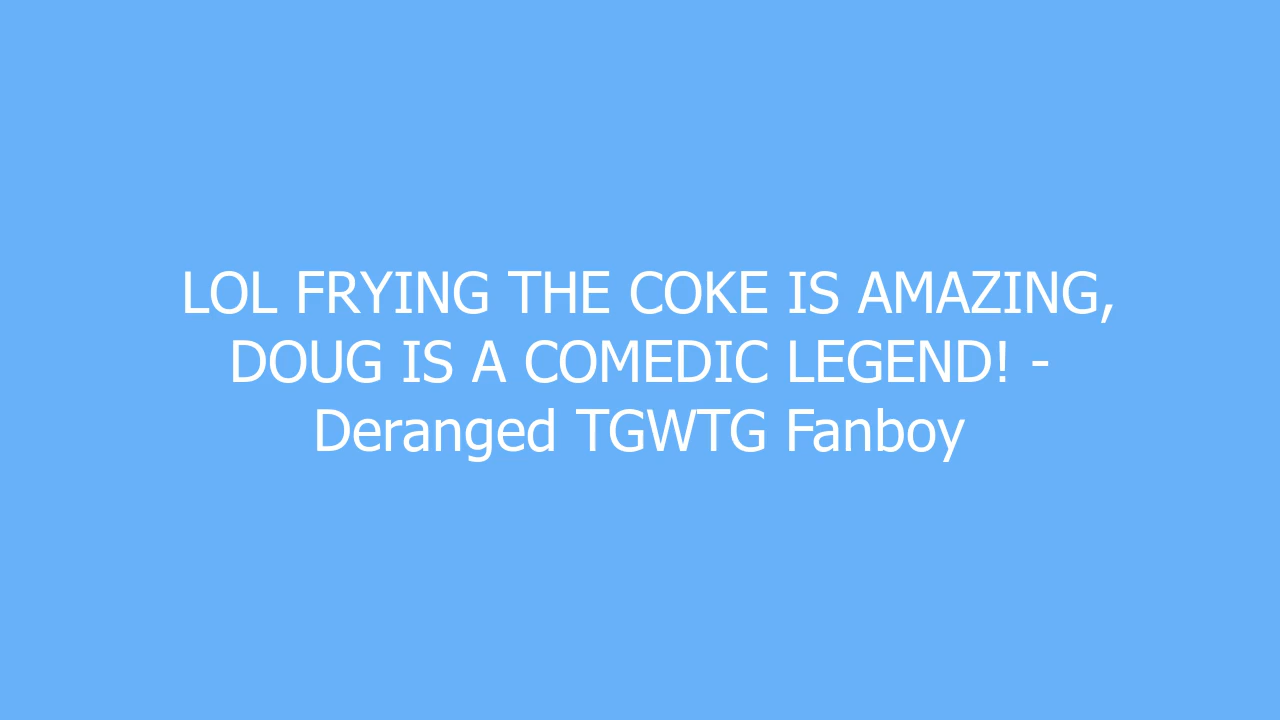 LOL FRYING THE COKE IS AMAZING,
DOUG IS A COMEDIC LEGEND! -
Deranged TGWTG Fanboy